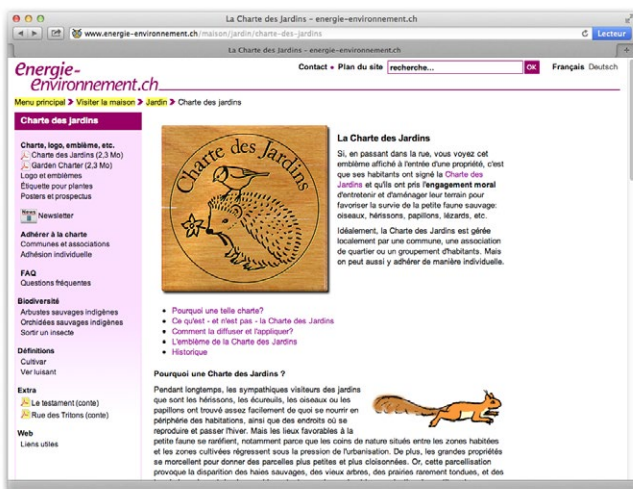 La Charte des Jardins - energie-environnement.ch
www.energie-environnement.ch/maison/jardin/charte-des-jardins
Lecteur
La Charte des Jardins - energie-environnement.ch
énergie-
environnement.ch
Contact • Plan du site
recherche...
OK
Français Deutsch
Menu principal > Visiter la maison > Jardin > Charte des jardins
Charte des jardins
Charte, logo, emblème, etc.
Charte des Jardins (2,3 Mo)
Garden Charter (2,3 Mo)
Logo et emblèmes
Étiquette pour plantes
Posters et prospectus
News
Newsletter
Adhérer à la charte
Communes et associations
Adhésion individuelle
FAQ
Questions fréquentes
Biodiversité
Arbustes sauvages indigènes
Orchidées sauvages indigènes
Sortir un insecte
Définitions
Cultivar
Ver luisant
Extra
Le testament (conte)
Rue des Tritons (conte)
Web
Liens utiles
Charte des Jardins
La Charte des Jardins
Si, en passant dans la rue, vous voyez cet
emblème affiché à l'entrée d'une propriété, c'est
que ses habitants ont signé la Charte des
Jardins et qu'ils ont pris l'engagement moral
d'entretenir et d'aménager leur terrain pour
favoriser la survie de la petite faune sauvage:
oiseaux, hérissons, papillons, lézards, etc.
Idéalement, la Charte des Jardins est gérée
localement par une commune, une association
de quartier ou un groupement d'habitants. Mais
on peut aussi y adhérer de manière individuelle.
• Pourquoi une telle charte?
• Ce qu'est - et n'est pas - la Charte des Jardins
• Comment la diffuser et l'appliquer?
• L'emblème de la Charte des Jardins
• Historique
Pourquoi une Charte des Jardins ?
Pendant longtemps, les sympathiques visiteurs des jardins
que sont les hérissons, les écureuils, les oiseaux ou les
papillons ont trouvé assez facilement de quoi se nourrir en
périphérie des habitations, ainsi que des endroits où se
reproduire et passer l'hiver. Mais les lieux favorables à la
petite faune se raréfient, notamment parce que les coins de nature situés entre les zones habitées
et les zones cultivées régressent sous la pression de l'urbanisation. De plus, les grandes propriétés
se morcellent pour donner des parcelles plus petites et plus cloisonnées. Or, cette parcellisation
provoque la disparition des haies sauvages, des vieux arbres, des prairies rarement tondues, et des